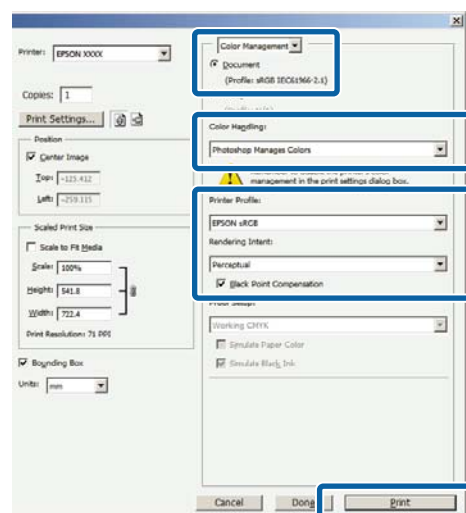 Printer: EPSON XXXX
Copies: 1
Print Settings...
Position
Center Image
Top: -125.412
Left: -259.115
Scaled Print Size
Scale to Fit Media
Scale: 100%
Height: 541.8
Width: 722.4
Print Resolution: 71 PPI
Bounding Box
Units: mm
Color Management
Document
(Profile: sRGB IEC61966-2.1)
Color Handling:
Photoshop Manages Colors
management in the print settings dialog box.
Printer Profile:
EPSON sRGB
Rendering Intent:
Perceptual
Black Point Compensation
Proof Setup:
Working CMYK
Simulate Paper Color
Simulate Black Ink
Cancel Done Print